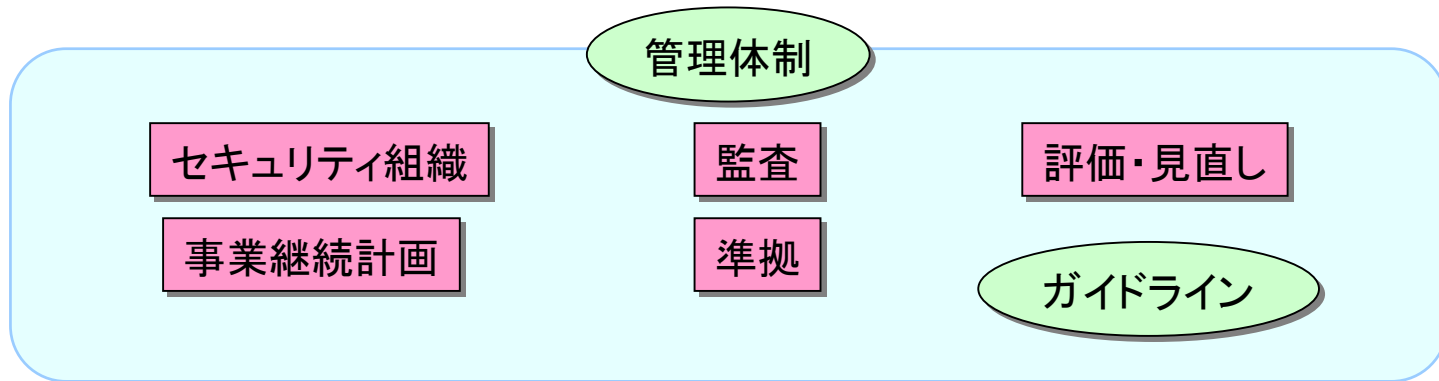 管理体制
セキュリティ組織
監査
評価・見直し
事業継続計画
準拠
ガイドライン